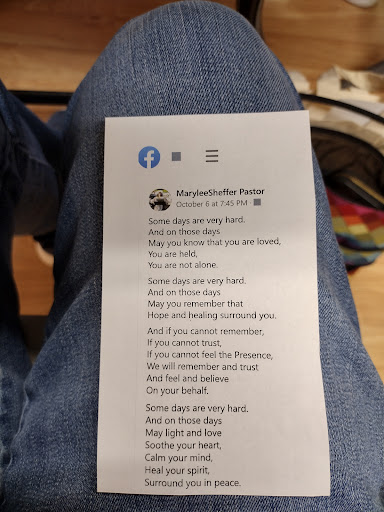 MaryleeSheffer Pastor
October 6 at 7:45 PM ·
Some days are very hard.
And on those days
May you know that you are loved,
You are held,
You are not alone.
Some days are very hard.
And on those days
May you remember that
Hope and healing surround you.
And if you cannot remember,
If you cannot trust,
If you cannot feel the Presence,
We will remember and trust
And feel and believe
On your behalf.
Some days are very hard.
And on those days
May light and love
Soothe your heart,
Calm your mind,
Heal your spirit,
Surround you in peace.